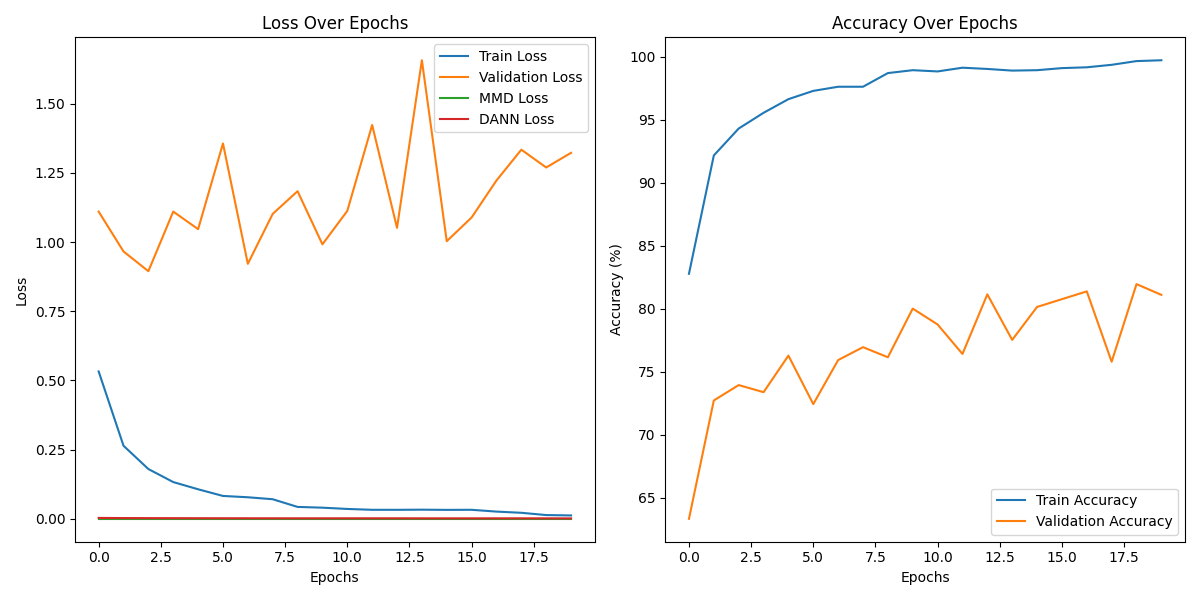 Loss Over Epochs
Train Loss
Validation Loss
MMD Loss
DANN Loss
1.50
1.25
1.00
0.75
0.50
0.25
0.00
Loss
0.0 2.5 5.0 7.5 10.0 12.5 15.0 17.5
Epochs
Accuracy Over Epochs
100
95
90
85
80
75
70
65
Accuracy (%)
Train Accuracy
Validation Accuracy
0.0 2.5 5.0 7.5 10.0 12.5 15.0 17.5
Epochs